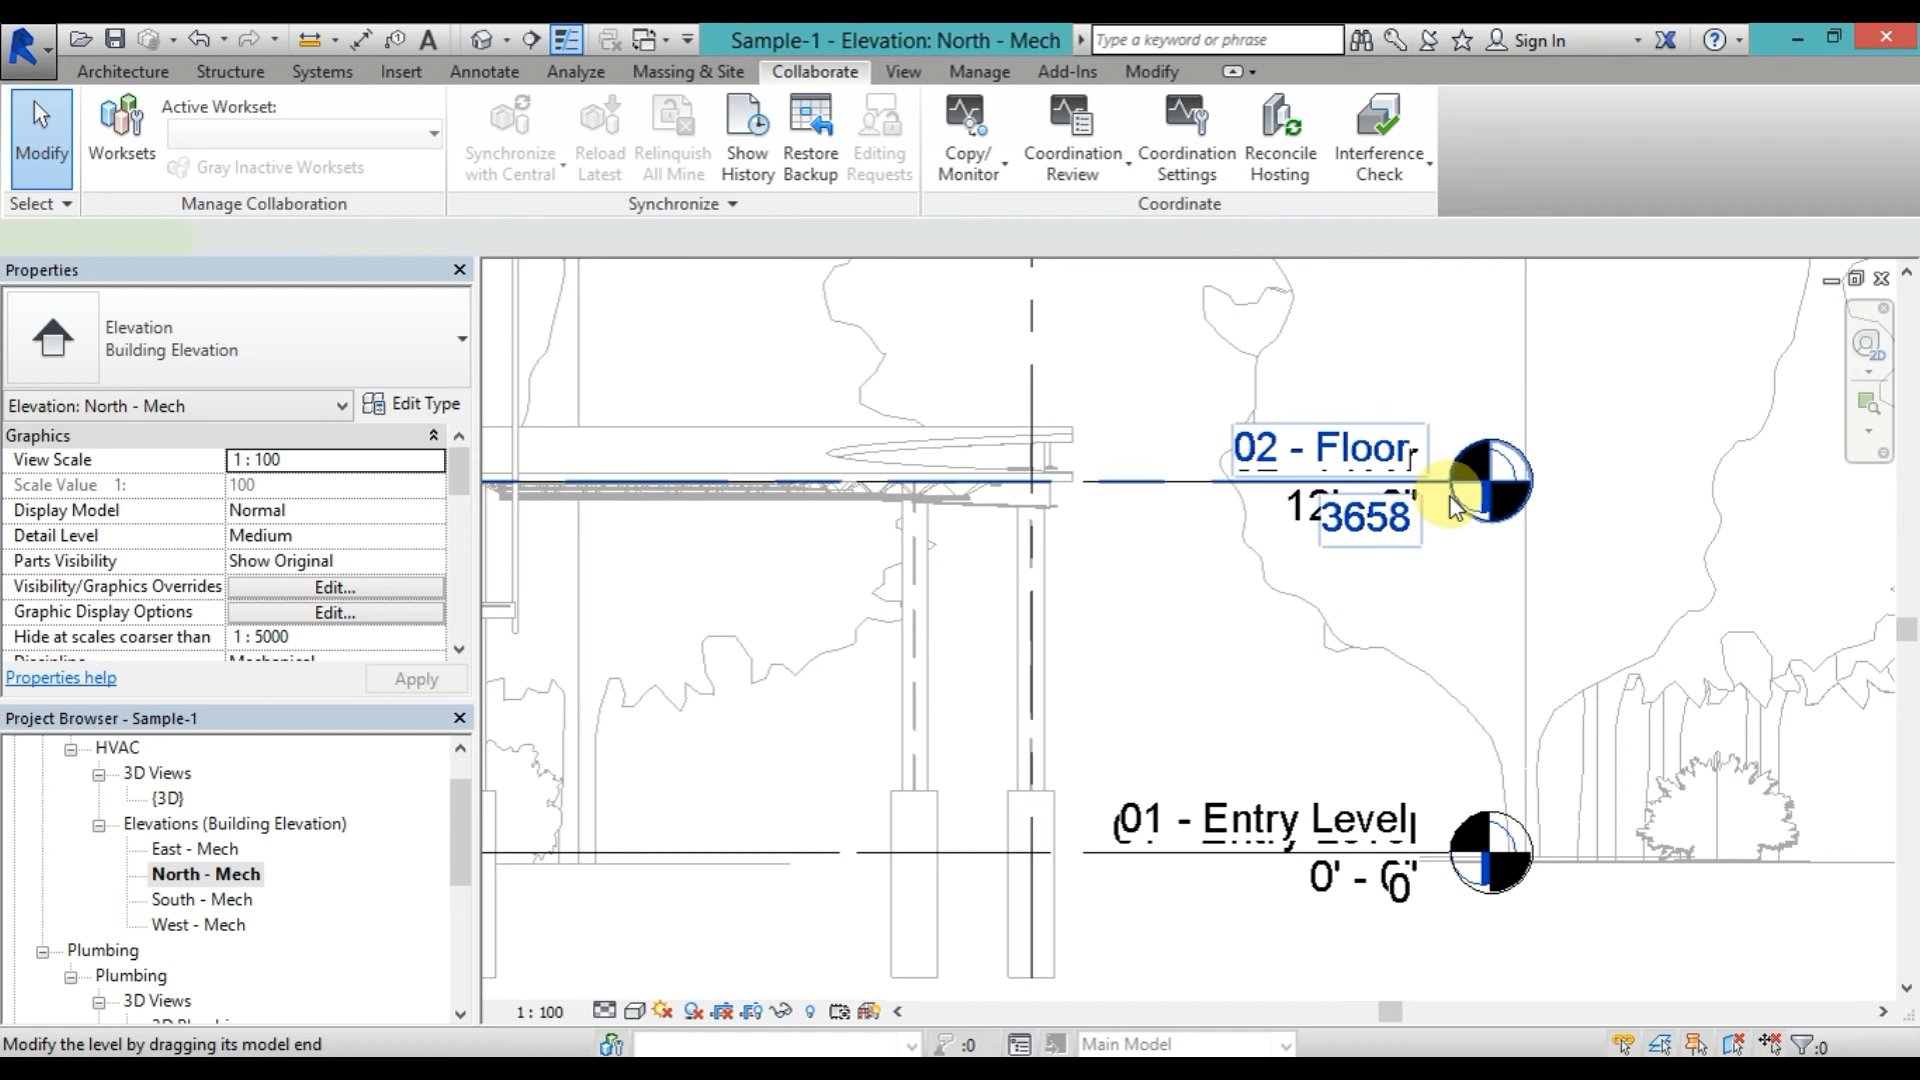 Sample-1 - Elevation: North - Mech
Type a keyword or phrase
Sign In
Architecture Structure Systems Insert Annotate Analyze Massing & Site Collaborate View Manage Add-Ins Modify
Modify
Worksets
Active Workset:
Gray Inactive Worksets
Synchronize with Central
Reload Latest
Relinquish All Mine
Show History
Restore Backup
Editing Requests
Copy/ Monitor
Coordination Review
Coordination Settings
Reconcile Hosting
Interference Check
Select
Manage Collaboration
Synchronize
Coordinate
Properties
Elevation
Building Elevation
Elevation: North - Mech
Edit Type
Graphics
View Scale 1 : 100
Scale Value 1: 100
Display Model Normal
Detail Level Medium
Parts Visibility Show Original
Visibility/Graphics Overrides Edit...
Graphic Display Options Edit...
Hide at scales coarser than 1 : 5000
Properties help
Apply
Project Browser - Sample-1
HVAC
3D Views
{3D}
Elevations (Building Elevation)
East - Mech
North - Mech
South - Mech
West - Mech
Plumbing
Plumbing
3D Views
2D
02 - Floor
3658
01 - Entry Level
0
1 : 100
Modify the level by dragging its model end
:0
Main Model
:0